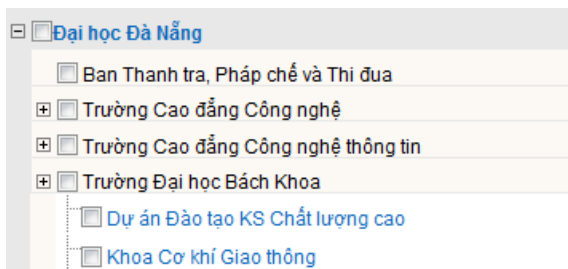 Đại học Đà Nẵng
Ban Thanh tra, Pháp chế và Thi đua
Trường Cao đẳng Công nghệ
Trường Cao đẳng Công nghệ thông tin
Trường Đại học Bách Khoa
Dự án Đào tạo KS Chất lượng cao
Khoa Cơ khí Giao thông